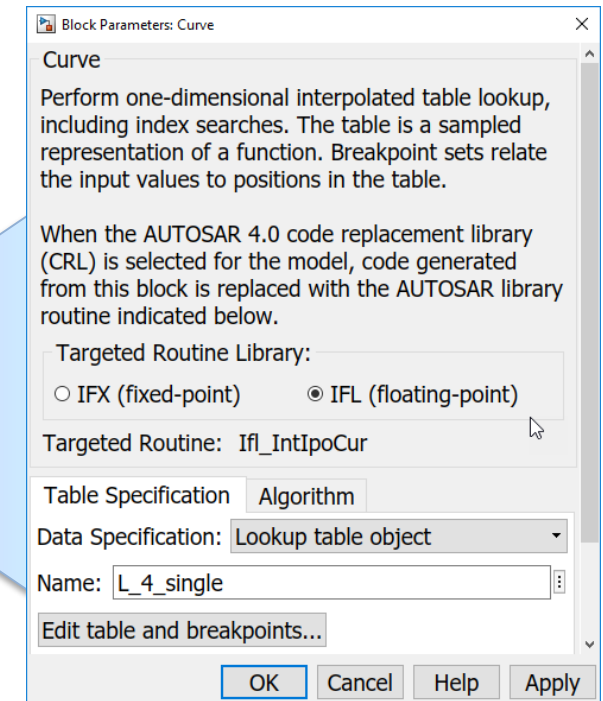 Block Parameters: Curve
Curve
Perform one-dimensional interpolated table lookup,
including index searches. The table is a sampled
representation of a function. Breakpoint sets relate
the input values to positions in the table.
When the AUTOSAR 4.0 code replacement library
(CRL) is selected for the model, code generated
from this block is replaced with the AUTOSAR library
routine indicated below.
Targeted Routine Library:
IFX (fixed-point) IFL (floating-point)
Targeted Routine: Ifl_IntIpoCur
Table Specification Algorithm
Data Specification: Lookup table object
Name: L_4_single
Edit table and breakpoints...
OK Cancel Help Apply